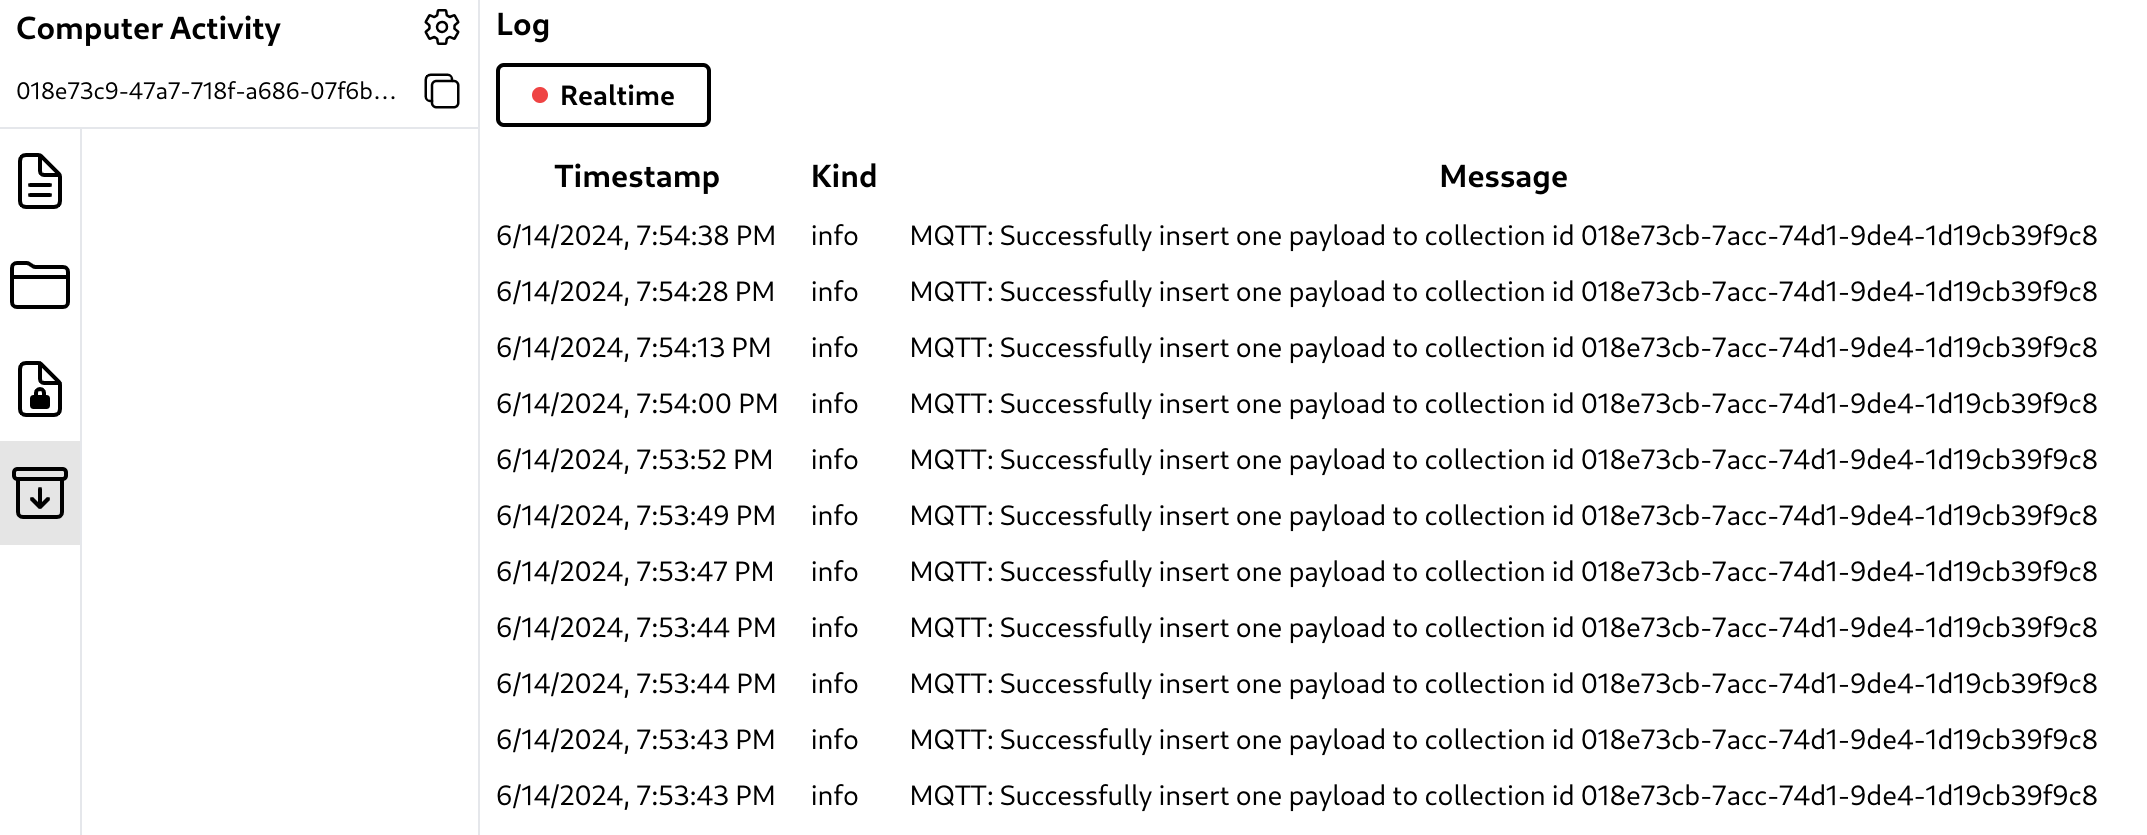 Computer Activity
018e73c9-47a7-718f-a686-07f6b...
Log
Realtime
Timestamp Kind Message
6/14/2024, 7:54:38 PM info MQTT: Successfully insert one payload to collection id 018e73cb-7acc-74d1-9de4-1d19cb39f9c8
6/14/2024, 7:54:28 PM info MQTT: Successfully insert one payload to collection id 018e73cb-7acc-74d1-9de4-1d19cb39f9c8
6/14/2024, 7:54:13 PM info MQTT: Successfully insert one payload to collection id 018e73cb-7acc-74d1-9de4-1d19cb39f9c8
6/14/2024, 7:54:00 PM info MQTT: Successfully insert one payload to collection id 018e73cb-7acc-74d1-9de4-1d19cb39f9c8
6/14/2024, 7:53:52 PM info MQTT: Successfully insert one payload to collection id 018e73cb-7acc-74d1-9de4-1d19cb39f9c8
6/14/2024, 7:53:49 PM info MQTT: Successfully insert one payload to collection id 018e73cb-7acc-74d1-9de4-1d19cb39f9c8
6/14/2024, 7:53:47 PM info MQTT: Successfully insert one payload to collection id 018e73cb-7acc-74d1-9de4-1d19cb39f9c8
6/14/2024, 7:53:44 PM info MQTT: Successfully insert one payload to collection id 018e73cb-7acc-74d1-9de4-1d19cb39f9c8
6/14/2024, 7:53:44 PM info MQTT: Successfully insert one payload to collection id 018e73cb-7acc-74d1-9de4-1d19cb39f9c8
6/14/2024, 7:53:43 PM info MQTT: Successfully insert one payload to collection id 018e73cb-7acc-74d1-9de4-1d19cb39f9c8
6/14/2024, 7:53:43 PM info MQTT: Successfully insert one payload to collection id 018e73cb-7acc-74d1-9de4-1d19cb39f9c8